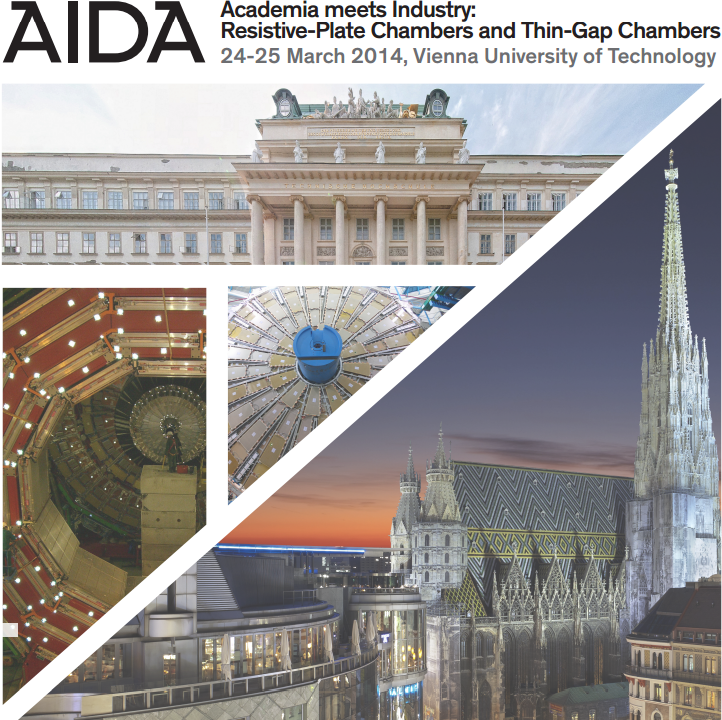 AIDA
Academia meets Industry:
Resistive-Plate Chambers and Thin-Gap Chambers
24-25 March 2014, Vienna University of Technology